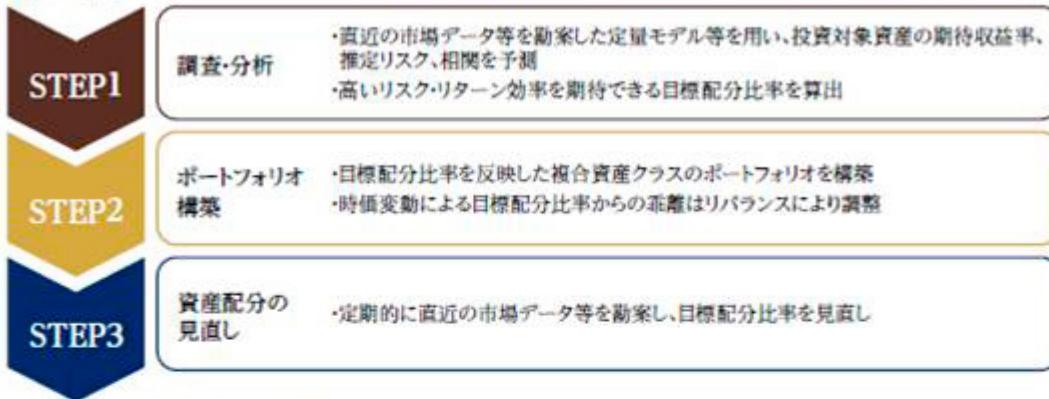 STEP1
調査・分析
・直近の市場データ等を勘案した定量モデル等を用い、投資対象資産の期待収益率、
推定リスク、相関を予測
・高いリスク・リターン効率を期待できる目標配分比率を算出
STEP2
ポートフォリオ
構築
・目標配分比率を反映した複合資産クラスのポートフォリオを構築
・時価変動による目標配分比率からの乖離はリバランスにより調整
STEP3
資産配分の
見直し
・定期的に直近の市場データ等を勘案し、目標配分比率を見直し